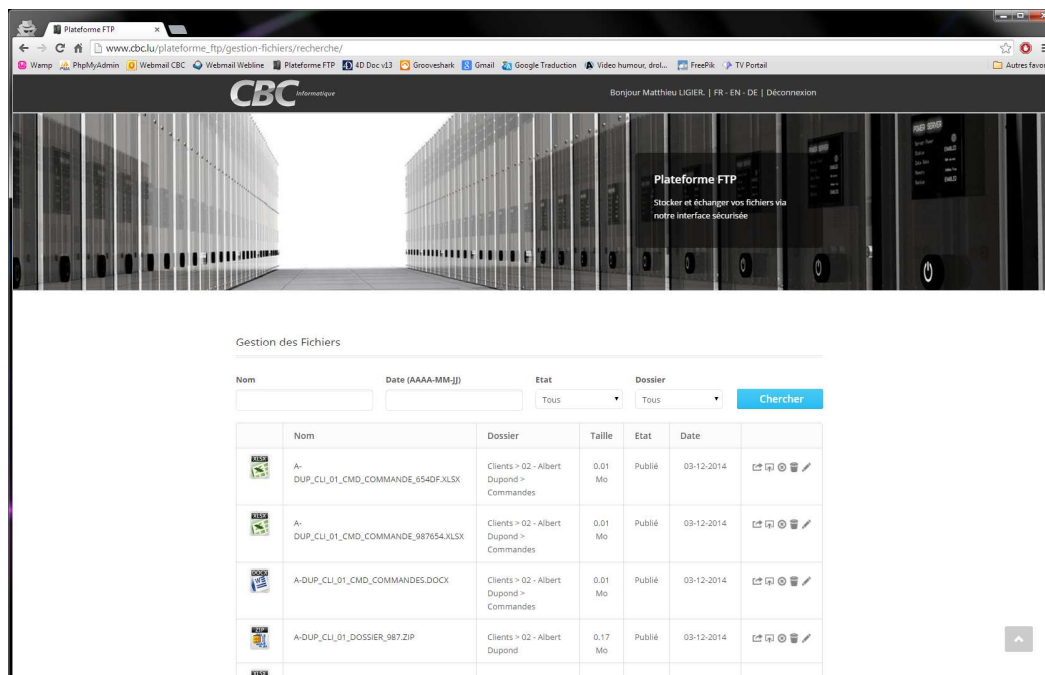 Plateforme FTP
www.cbc.lu/plateforme_ftp/gestion-fichiers/recherche/
Wamp PhpMyAdmin Webmail CBC Webmail Webline Plateforme FTP 4D Doc v13 Grooveshark Gmail Google Traduction Video humour, drol... FreePik TV Portail Autres favor
CBC Informatique
Bonjour Matthieu LIGIER. | FR - EN - DE | Déconnexion
POWER SERVER
Plateforme FTP
Stocker et échanger vos fichiers via
notre interface sécurisée
Gestion des Fichiers
Nom Date (AAAA-MM-JJ) Etat Dossier
Tous Tous Chercher
Nom Dossier Taille Etat Date
XLSX
A-
DUP_CLI_01_CMD_COMMANDE_654DF.XLSX
Clients > 02 - Albert
Dupond >
Commandes
0.01
Mo
Publié 03-12-2014
XLSX
A-
DUP_CLI_01_CMD_COMMANDE_987654.XLSX
Clients > 02 - Albert
Dupond >
Commandes
0.01
Mo
Publié 03-12-2014
DOCX
A-DUP_CLI_01_CMD_COMMANDES.DOCX
Clients > 02 - Albert
Dupond >
Commandes
0.01
Mo
Publié 03-12-2014
ZIP
A-DUP_CLI_01_DOSSIER_987.ZIP
Clients > 02 - Albert
Dupond
0.17
Mo
Publié 03-12-2014
XLSX